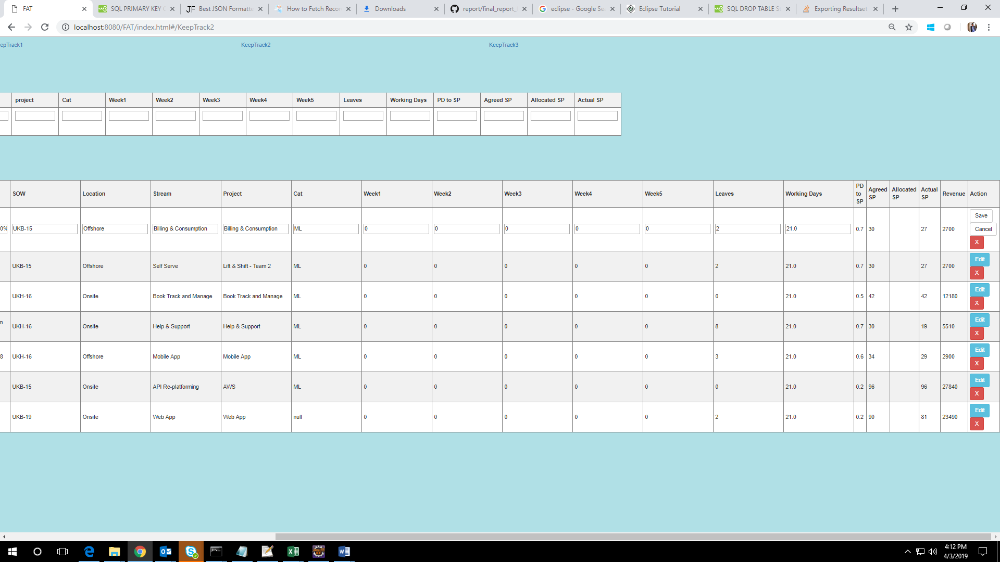 FAT
SQL PRIMARY KEY
Best JSON Formatte
How to Fetch Recor
Downloads
report/final_report_
eclipse - Google Se
Eclipse Tutorial
SQL DROP TABLE S
Exporting Resultset
localhost:8080/FAT/index.html#/KeepTrack2
epTrack1 KeepTrack2 KeepTrack3
project Cat Week1 Week2 Week3 Week4 Week5 Leaves Working Days PD to SP Agreed SP Allocated SP Actual SP
SOW Location Stream Project Cat Week1 Week2 Week3 Week4 Week5 Leaves Working Days PD to SP Agreed SP Allocated SP Actual SP Revenue Action
0% UKB-15 Offshore Billing & Consumption Billing & Consumption ML 0 0 0 0 0 2 21.0 0.7 30 27 2700 Save Cancel X
UKB-15 Offshore Self Serve Lift & Shift - Team 2 ML 0 0 0 0 0 2 21.0 0.7 30 27 2700 Edit X
UKH-16 Onsite Book Track and Manage Book Track and Manage ML 0 0 0 0 0 0 21.0 0.5 42 42 12180 Edit X
m UKH-16 Onsite Help & Support Help & Support ML 0 0 0 0 0 8 21.0 0.7 30 19 5510 Edit X
8 UKH-16 Offshore Mobile App Mobile App ML 0 0 0 0 0 3 21.0 0.6 34 29 2900 Edit X
UKB-15 Onsite API Re-platforming AWS ML 0 0 0 0 0 0 21.0 0.2 96 96 27840 Edit X
UKB-19 Onsite Web App Web App null 0 0 0 0 0 2 21.0 0.2 90 81 23490 Edit X
4:12 PM
4/3/2019